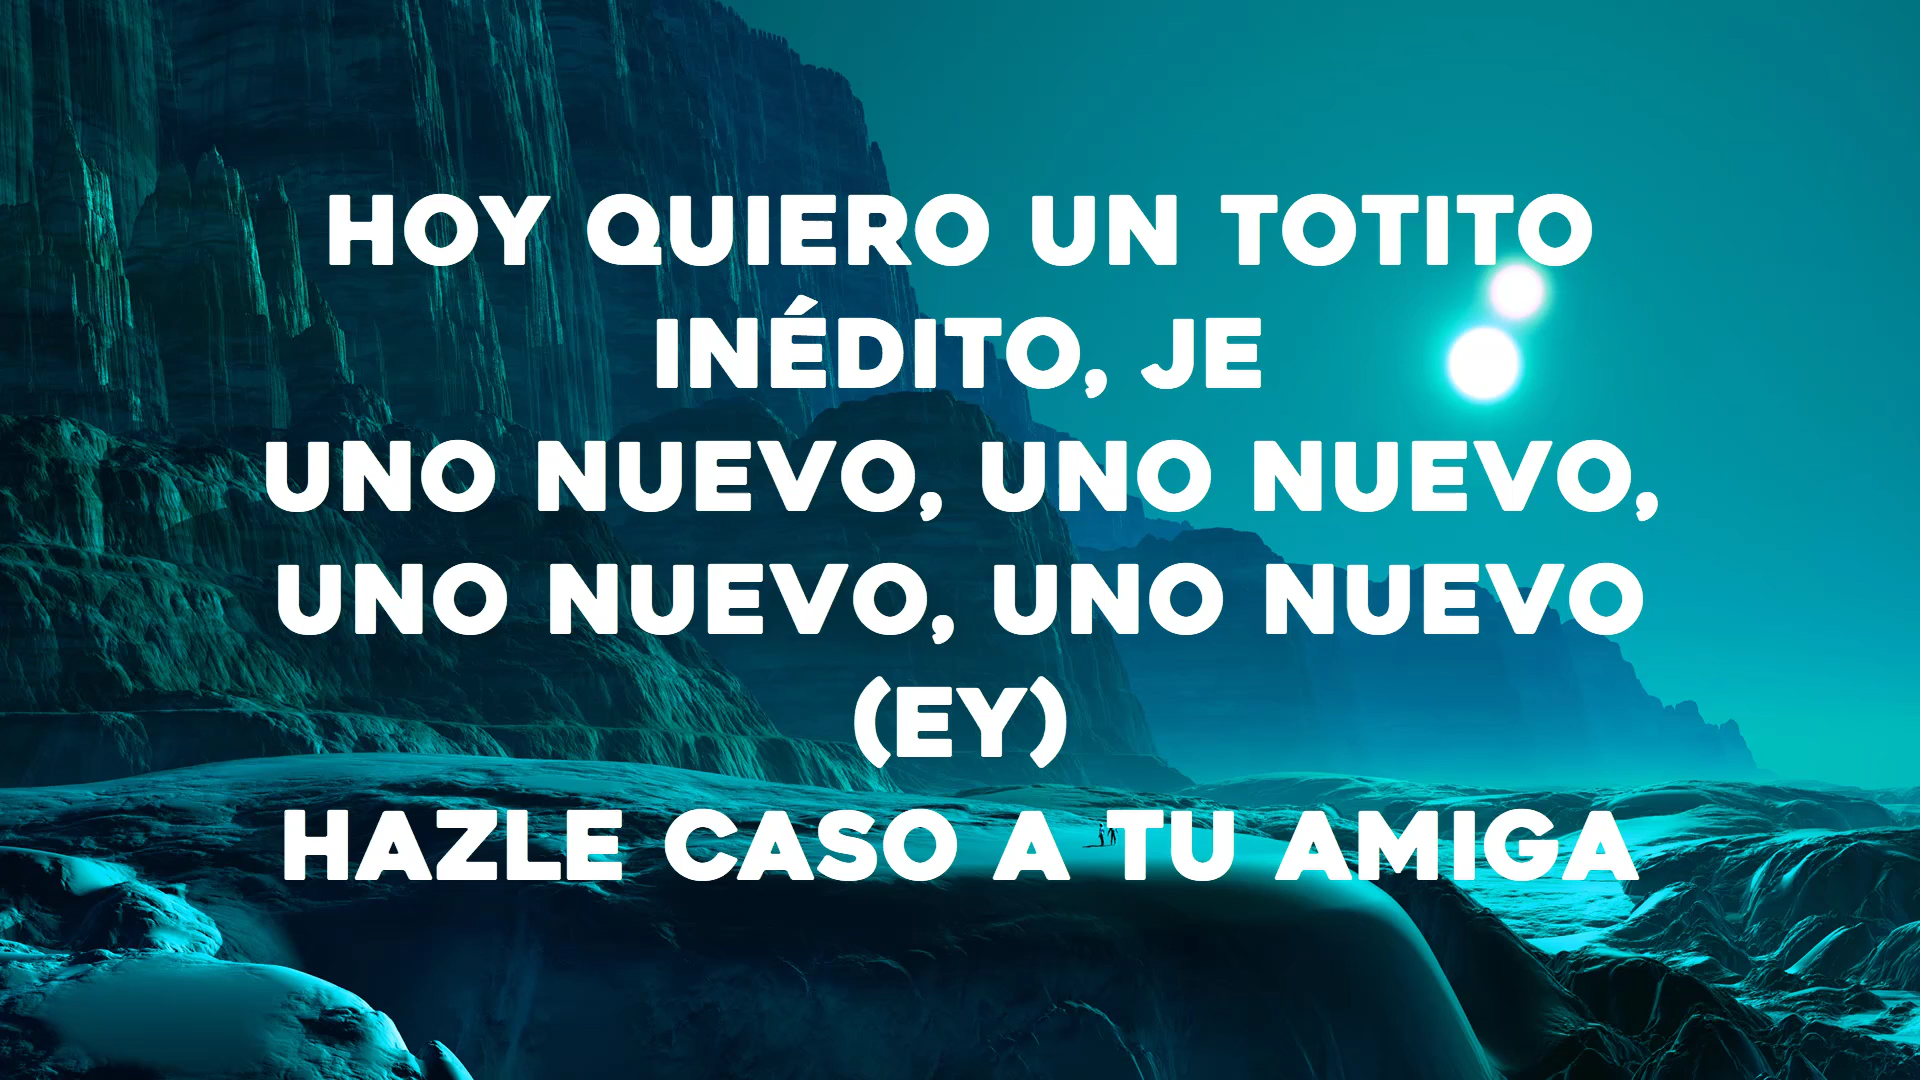 HOY QUIERO UN TOTITO
INÉDITO, JE
UNO NUEVO, UNO NUEVO,
UNO NUEVO, UNO NUEVO
(EY)
HAZLE CASO A TU AMIGA